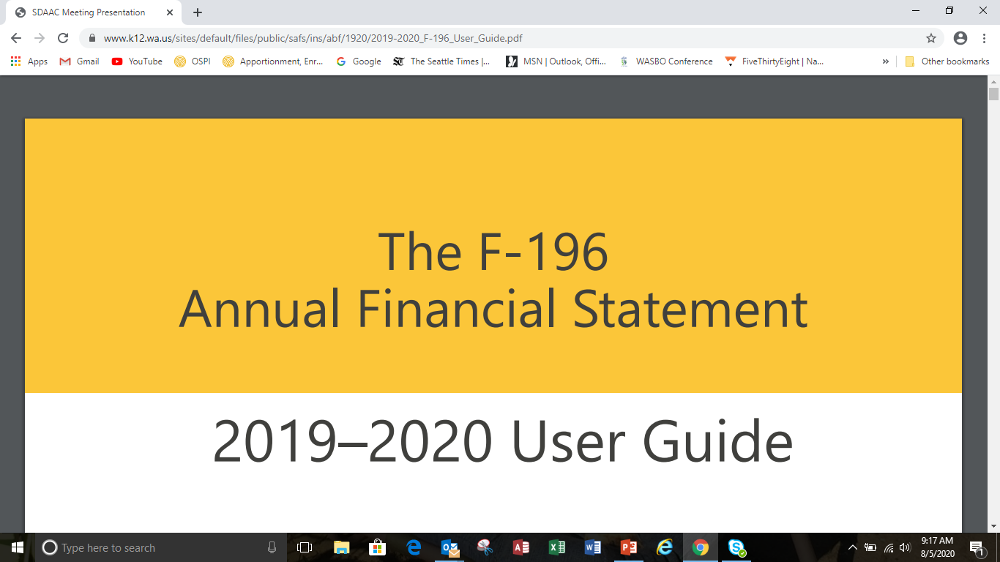 SDAAC Meeting Presentation
www.k12.wa.us/sites/default/files/public/safs/ins/abf/1920/2019-2020_F-196_User_Guide.pdf
Apps Gmail YouTube OSPI Apportionment, Enr... Google The Seattle Times |... MSN | Outlook, Offi... WASBO Conference FiveThirtyEight | Na... » Other bookmarks
The F-196
Annual Financial Statement
2019–2020 User Guide
Type here to search
9:17 AM
8/5/2020
1